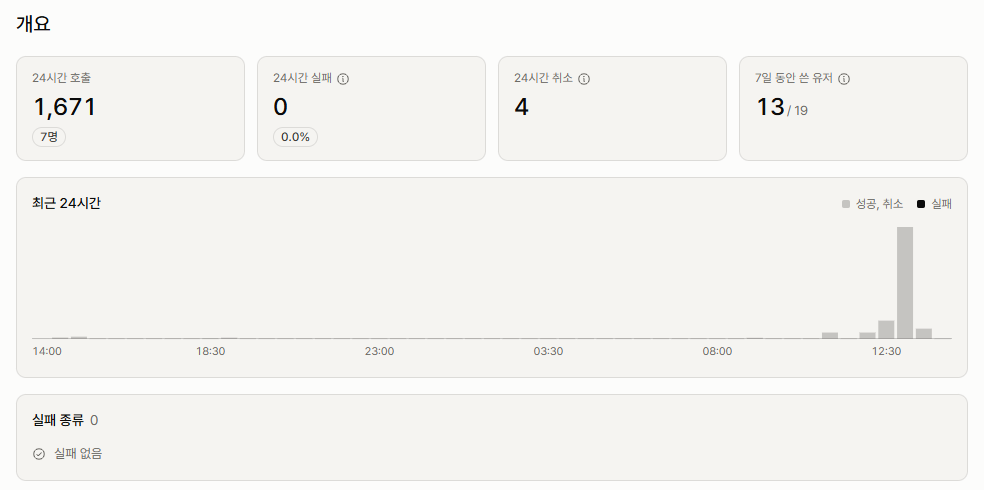 개요
24시간 호출
1,671
7명
24시간 실패
0
0.0%
24시간 취소
4
7일 동안 쓴 유저
13 / 19
최근 24시간
성공, 취소 실패
14:00 18:30 23:00 03:30 08:00 12:30
실패 종류 0
실패 없음